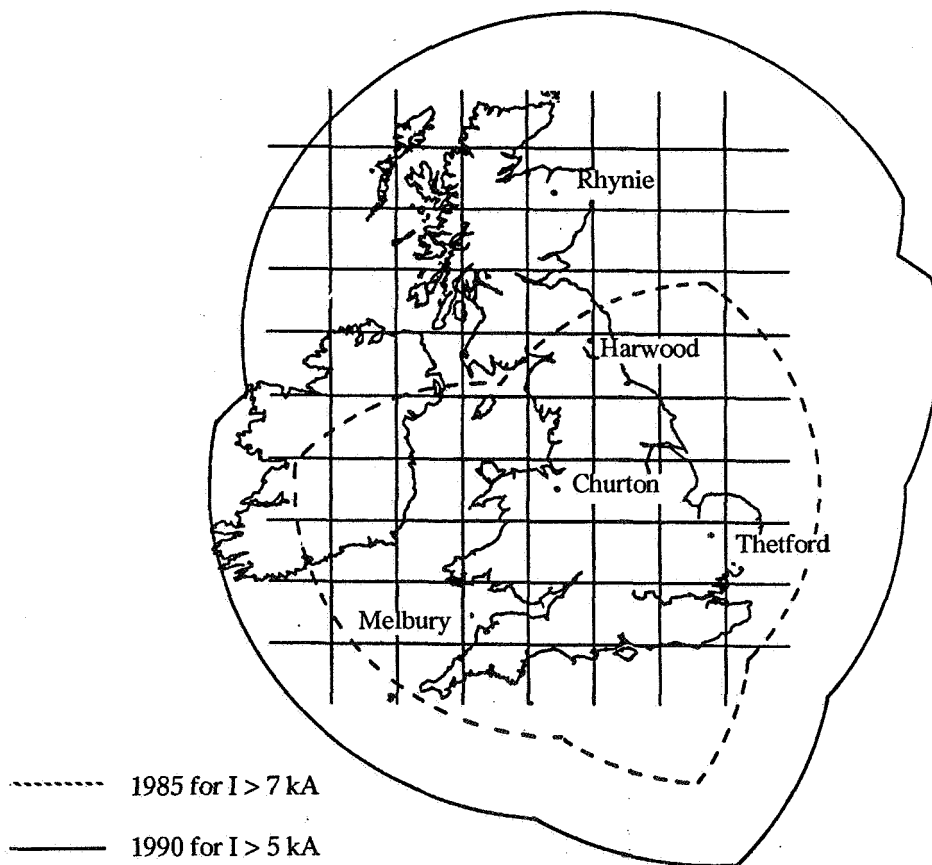 Rhynie
Harwood
Churton
Thetford
Melbury
1985 for I > 7 kA
1990 for I > 5 kA